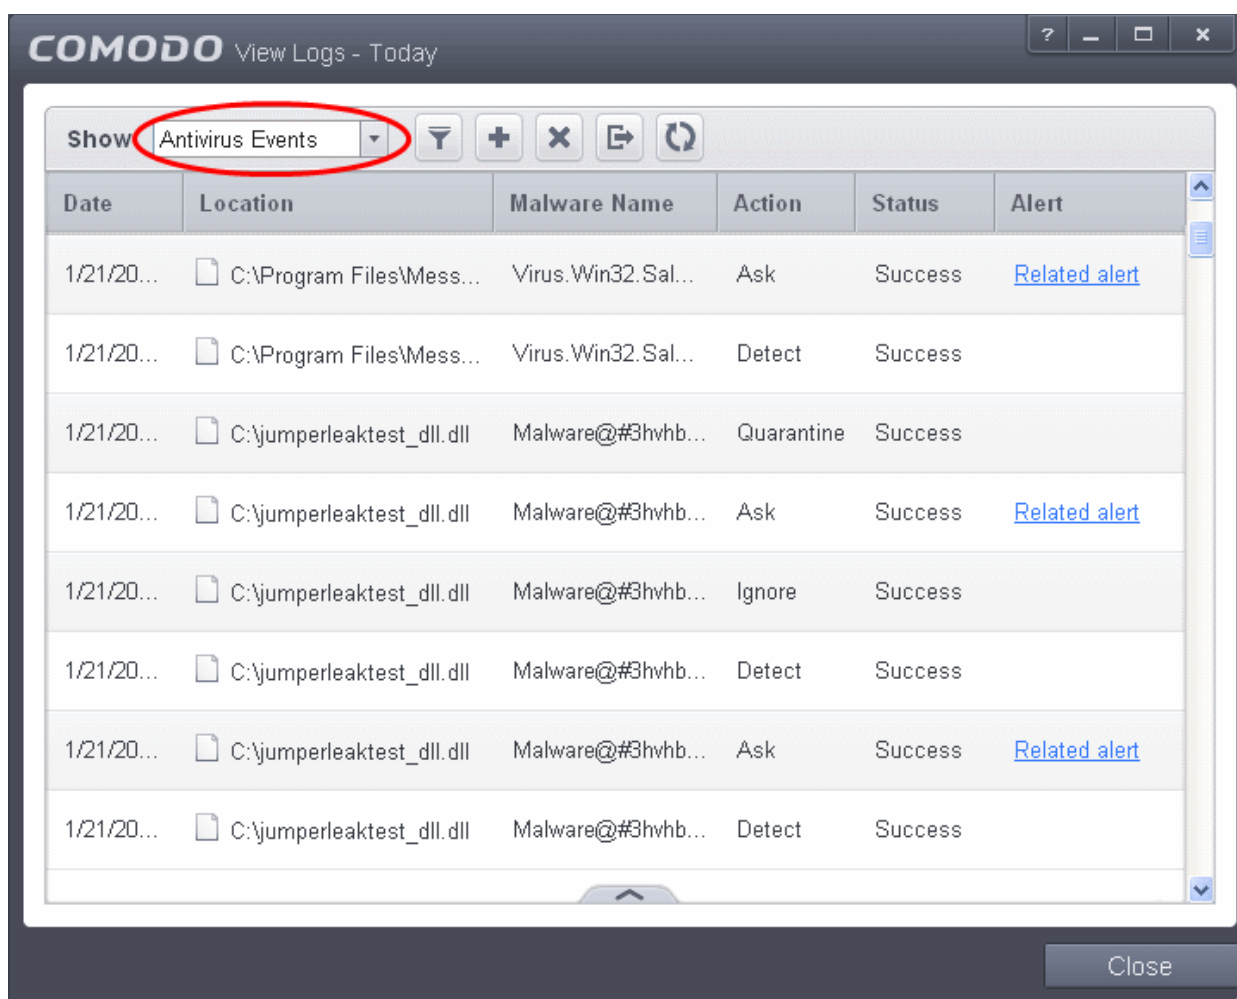 COMODO View Logs - Today
?
Show Antivirus Events
Date Location Malware Name Action Status Alert
1/21/20... C:\Program Files\Mess... Virus.Win32.Sal... Ask Success Related alert
1/21/20... C:\Program Files\Mess... Virus.Win32.Sal... Detect Success
1/21/20... C:\jumperleaktest_dll.dll Malware@#3hvhb... Quarantine Success
1/21/20... C:\jumperleaktest_dll.dll Malware@#3hvhb... Ask Success Related alert
1/21/20... C:\jumperleaktest_dll.dll Malware@#3hvhb... Ignore Success
1/21/20... C:\jumperleaktest_dll.dll Malware@#3hvhb... Detect Success
1/21/20... C:\jumperleaktest_dll.dll Malware@#3hvhb... Ask Success Related alert
1/21/20... C:\jumperleaktest_dll.dll Malware@#3hvhb... Detect Success
Close